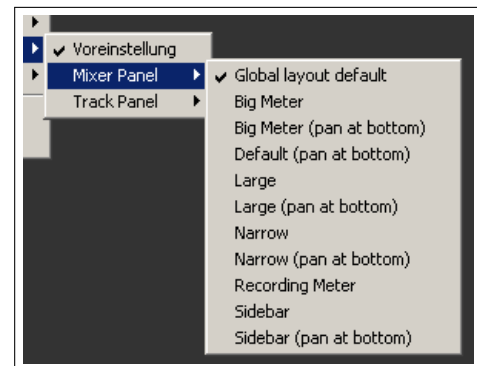 Voreinstellung
Mixer Panel
Track Panel
Global layout default
Big Meter
Big Meter (pan at bottom)
Default (pan at bottom)
Large
Large (pan at bottom)
Narrow
Narrow (pan at bottom)
Recording Meter
Sidebar
Sidebar (pan at bottom)